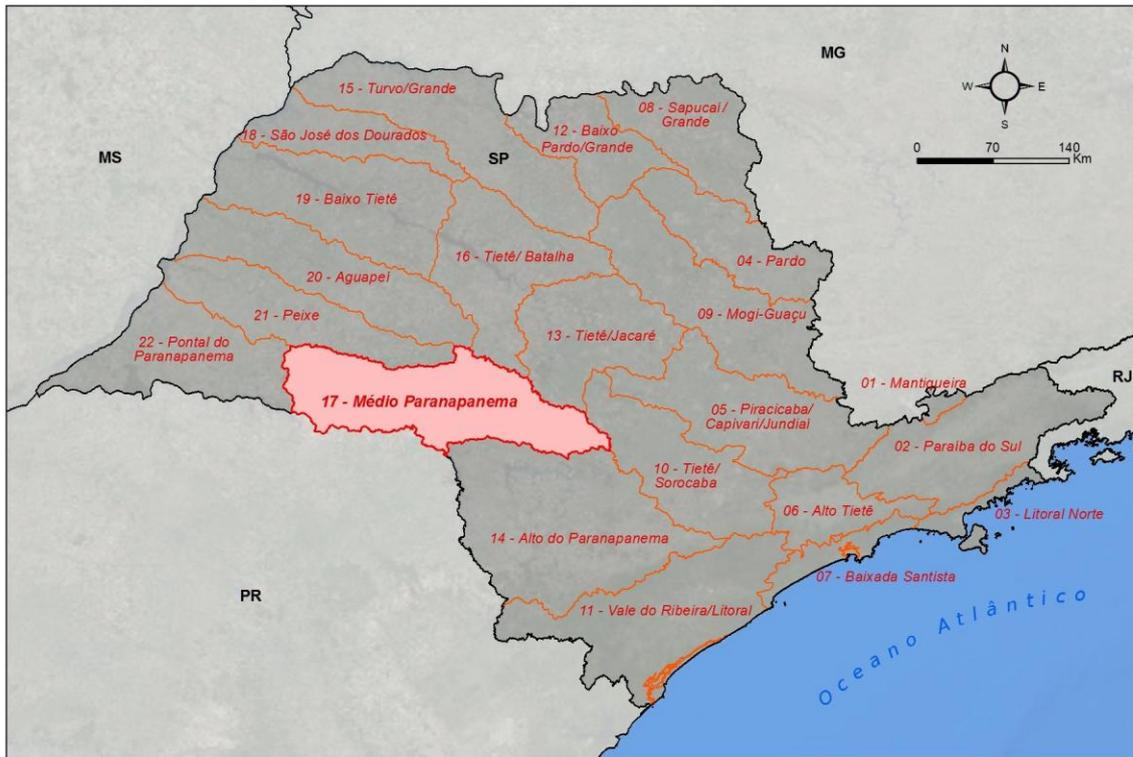 MG
N
W E
S
0 70 140
Km
MS
SP
15 - Turvo/Grande
08 - Sapucaí /
Grande
12 - Baixo
Pardo/Grande
18 - São José dos Dourados
19 - Baixo Tietê
16 - Tietê/ Batalha
04 - Pardo
20 - Aguapeí
09 - Mogi-Guaçu
21 - Peixe
13 - Tietê/Jacaré
22 - Pontal do
Paranapanema
RJ
01 - Mantiqueira
17 - Médio Paranapanema
05 - Piracicaba/
Capivari/Jundiaí
02 - Paraíba do Sul
10 - Tietê/
Sorocaba
06 - Alto Tietê
03 - Litoral Norte
14 - Alto do Paranapanema
07 - Baixada Santista
PR
11 - Vale do Ribeira/Litoral
Oceano Atlântico